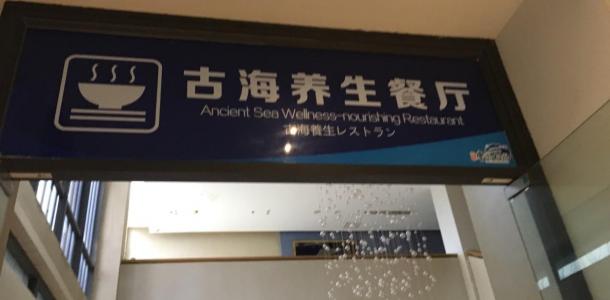 古海养生餐厅
Ancient Sea Wellness-nourishing Restaurant
古海養生レストラン